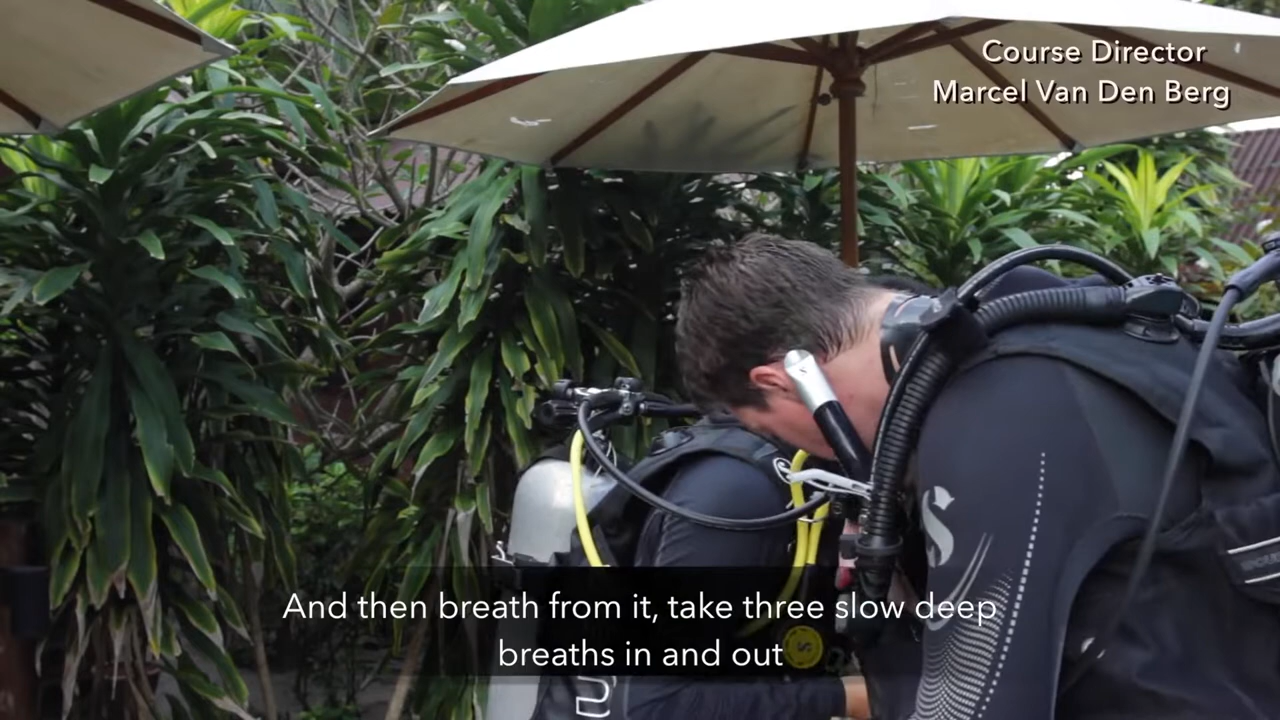 Course Director
Marcel Van Den Berg
And then breath from it, take three slow deep
breaths in and out